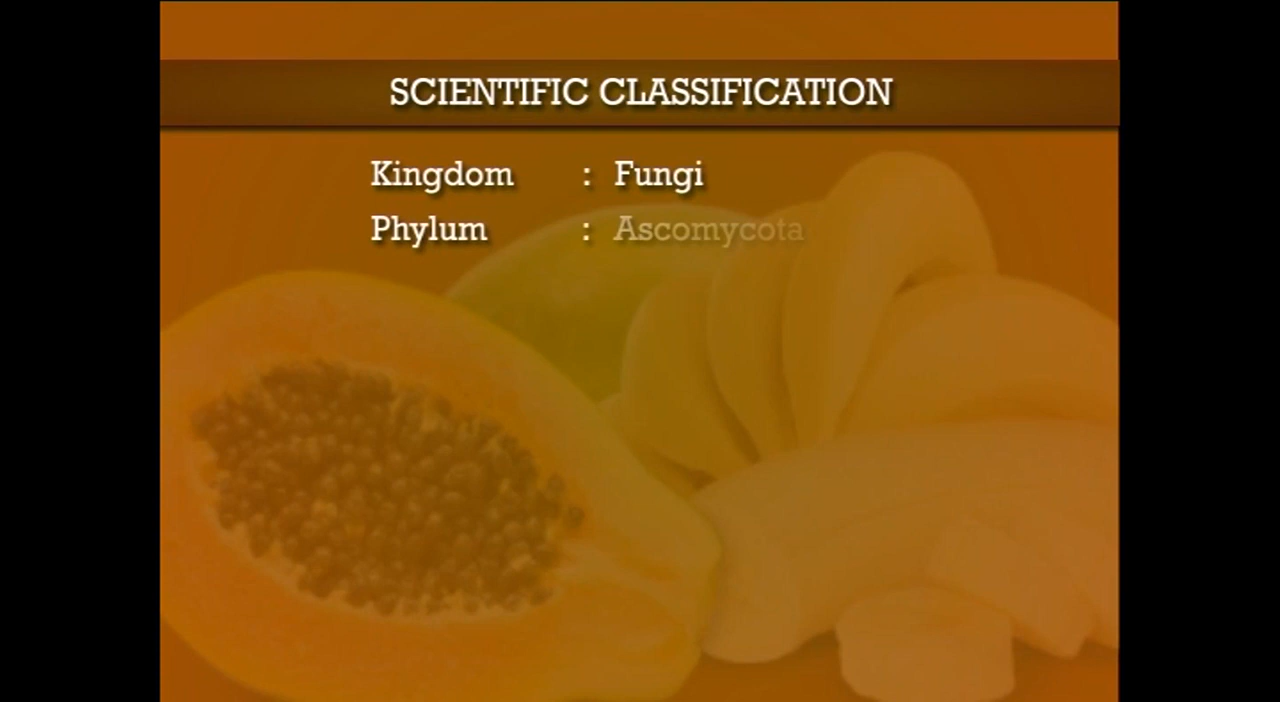 SCIENTIFIC CLASSIFICATION
Kingdom : Fungi
Phylum : Ascomycota